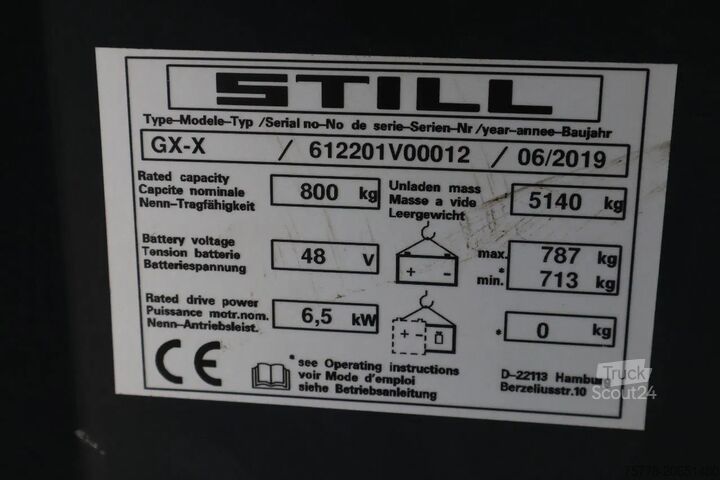 STILL
Type-Modele-Typ /Serial no-No de serie-Serien-Nr /year-annee-Baujahr
GX-X / 612201V00012 / 06/2019
Rated capacity
Capcite nominale
Nenn-Tragfähigkeit
800 kg
Unladen mass
Masse a vide
Leergewicht
5140 kg
Battery voltage
Tension batterie
Batteriespannung
48 V
+ -
max. 787 kg
* min. 713 kg
Rated drive power
Puissance motr.nom.
Nenn-Antriebsleist.
6,5 kW
+ -
* 0 kg
CE
*see Operating instructions
voir Mode d'emploi
siehe Betriebsanleitung
D-22113 Hamburg
Berzeliusstr.10
Truck
Scout24